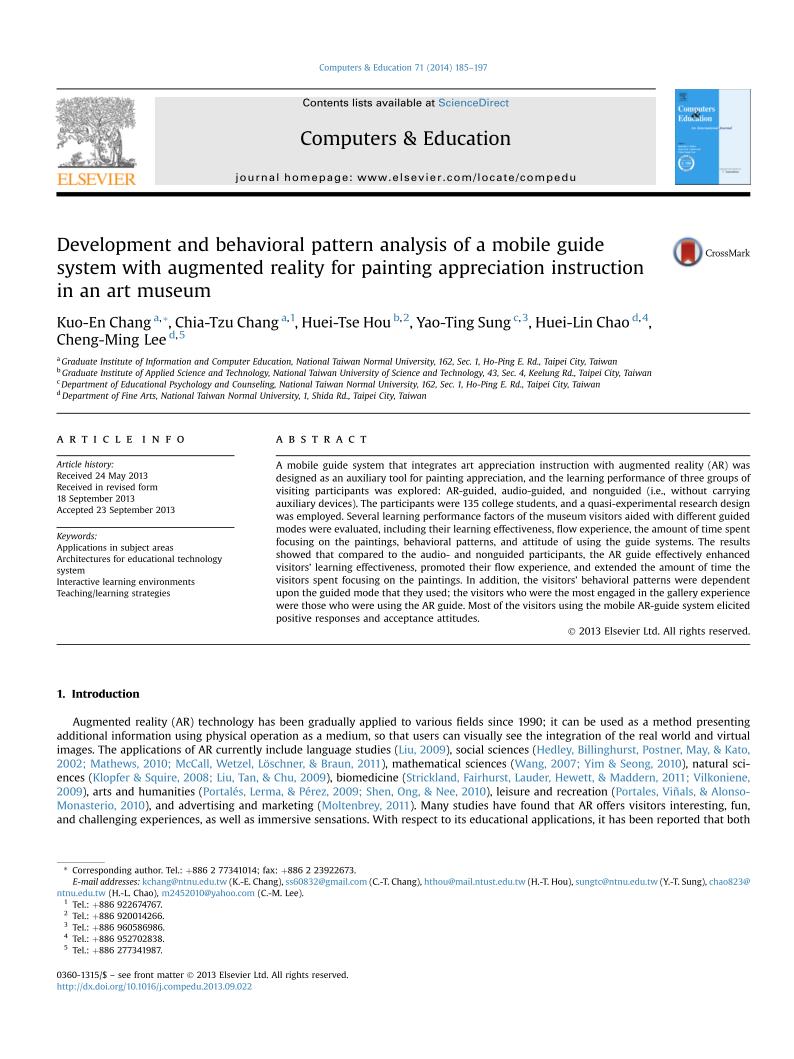 Computers & Education 71 (2014) 185–197
Contents lists available at ScienceDirect
Computers & Education
journal homepage: www.elsevier.com/locate/compedu
ELSEVIER
Computers
&
Education
An International Journal
Development and behavioral pattern analysis of a mobile guide
system with augmented reality for painting appreciation instruction
in an art museum
CrossMark
Kuo-En Chang a,*, Chia-Tzu Chang a,1, Huei-Tse Hou b,2, Yao-Ting Sung c,3, Huei-Lin Chao d,4,
Cheng-Ming Lee d,5
a Graduate Institute of Information and Computer Education, National Taiwan Normal University, 162, Sec. 1, Ho-Ping E. Rd., Taipei City, Taiwan
b Graduate Institute of Applied Science and Technology, National Taiwan University of Science and Technology, 43, Sec. 4, Keelung Rd., Taipei City, Taiwan
c Department of Educational Psychology and Counseling, National Taiwan Normal University, 162, Sec. 1, Ho-Ping E. Rd., Taipei City, Taiwan
d Department of Fine Arts, National Taiwan Normal University, 1, Shida Rd., Taipei City, Taiwan
ARTICLE INFO
Article history:
Received 24 May 2013
Received in revised form
18 September 2013
Accepted 23 September 2013
Keywords:
Applications in subject areas
Architectures for educational technology
system
Interactive learning environments
Teaching/learning strategies
ABSTRACT
A mobile guide system that integrates art appreciation instruction with augmented reality (AR) was
designed as an auxiliary tool for painting appreciation, and the learning performance of three groups of
visiting participants was explored: AR-guided, audio-guided, and nonguided (i.e., without carrying
auxiliary devices). The participants were 135 college students, and a quasi-experimental research design
was employed. Several learning performance factors of the museum visitors aided with different guided
modes were evaluated, including their learning effectiveness, flow experience, the amount of time spent
focusing on the paintings, behavioral patterns, and attitude of using the guide systems. The results
showed that compared to the audio- and nonguided participants, the AR guide effectively enhanced
visitors' learning effectiveness, promoted their flow experience, and extended the amount of time the
visitors spent focusing on the paintings. In addition, the visitors' behavioral patterns were dependent
upon the guided mode that they used; the visitors who were the most engaged in the gallery experience
were those who were using the AR guide. Most of the visitors using the mobile AR-guide system elicited
positive responses and acceptance attitudes.
© 2013 Elsevier Ltd. All rights reserved.
1. Introduction
Augmented reality (AR) technology has been gradually applied to various fields since 1990; it can be used as a method presenting
additional information using physical operation as a medium, so that users can visually see the integration of the real world and virtual
images. The applications of AR currently include language studies (Liu, 2009), social sciences (Hedley, Billinghurst, Postner, May, & Kato,
2002; Mathews, 2010; McCall, Wetzel, Löschner, & Braun, 2011), mathematical sciences (Wang, 2007; Yim & Seong, 2010), natural sci-
ences (Klopfer & Squire, 2008; Liu, Tan, & Chu, 2009), biomedicine (Strickland, Fairhurst, Lauder, Hewett, & Maddern, 2011; Vilkoniene,
2009), arts and humanities (Portalés, Lerma, & Pérez, 2009; Shen, Ong, & Nee, 2010), leisure and recreation (Portales, Viñals, & Alonso-
Monasterio, 2010), and advertising and marketing (Moltenbrey, 2011). Many studies have found that AR offers visitors interesting, fun,
and challenging experiences, as well as immersive sensations. With respect to its educational applications, it has been reported that both
* Corresponding author. Tel.: +886 2 77341014; fax: +886 2 23922673.
E-mail addresses: kchang@ntnu.edu.tw (K.-E. Chang), ss60832@gmail.com (C.-T. Chang), hthou@mail.ntust.edu.tw (H.-T. Hou), sungtc@ntnu.edu.tw (Y.-T. Sung), chao823@
ntnu.edu.tw (H.-L. Chao), m2452010@yahoo.com (C.-M. Lee).
1 Tel.: +886 922674767.
2 Tel.: +886 920014266.
3 Tel.: +886 960586986.
4 Tel.: +886 952702838.
5 Tel.: +886 277341987.
0360-1315/$ – see front matter © 2013 Elsevier Ltd. All rights reserved.
http://dx.doi.org/10.1016/j.compedu.2013.09.022